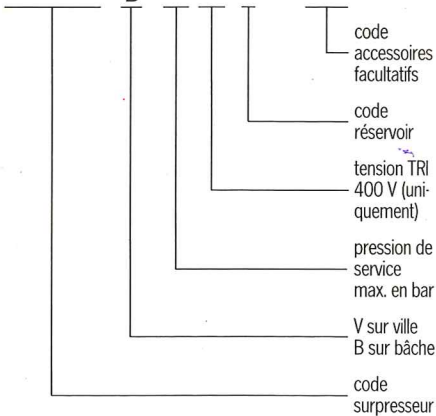 code
accessoires
facultatifs
code
réservoir
tension TRI
400 V (uni-
quement)
pression de
service
max. en bar
V sur ville
B sur bâche
code
surpresseur